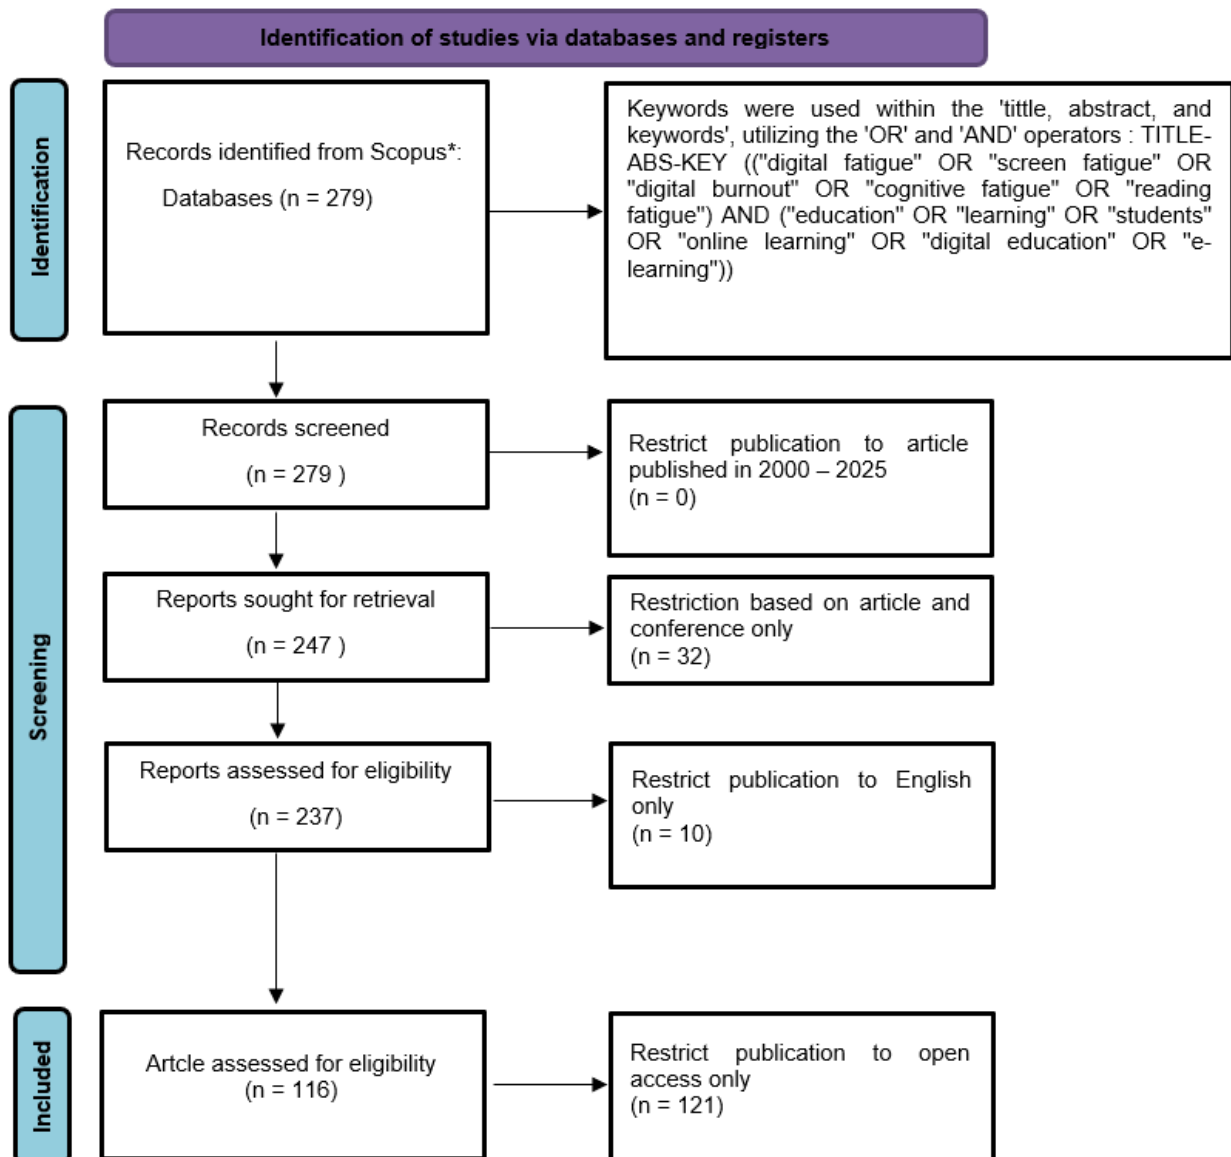 Identification of studies via databases and registers
Identification
Records identified from Scopus*:
Databases (n = 279)
Keywords were used within the 'tittle, abstract, and
keywords', utilizing the 'OR' and 'AND' operators : TITLE-
ABS-KEY (("digital fatigue" OR "screen fatigue" OR
"digital burnout" OR "cognitive fatigue" OR "reading
fatigue") AND ("education" OR "learning" OR "students"
OR "online learning" OR "digital education" OR "e-
learning"))
Screening
Records screened
(n = 279 )
Restrict publication to article
published in 2000 – 2025
(n = 0)
Reports sought for retrieval
(n = 247 )
Restriction based on article and
conference only
(n = 32)
Reports assessed for eligibility
(n = 237)
Restrict publication to English
only
(n = 10)
Included
Artcle assessed for eligibility
(n = 116)
Restrict publication to open
access only
(n = 121)